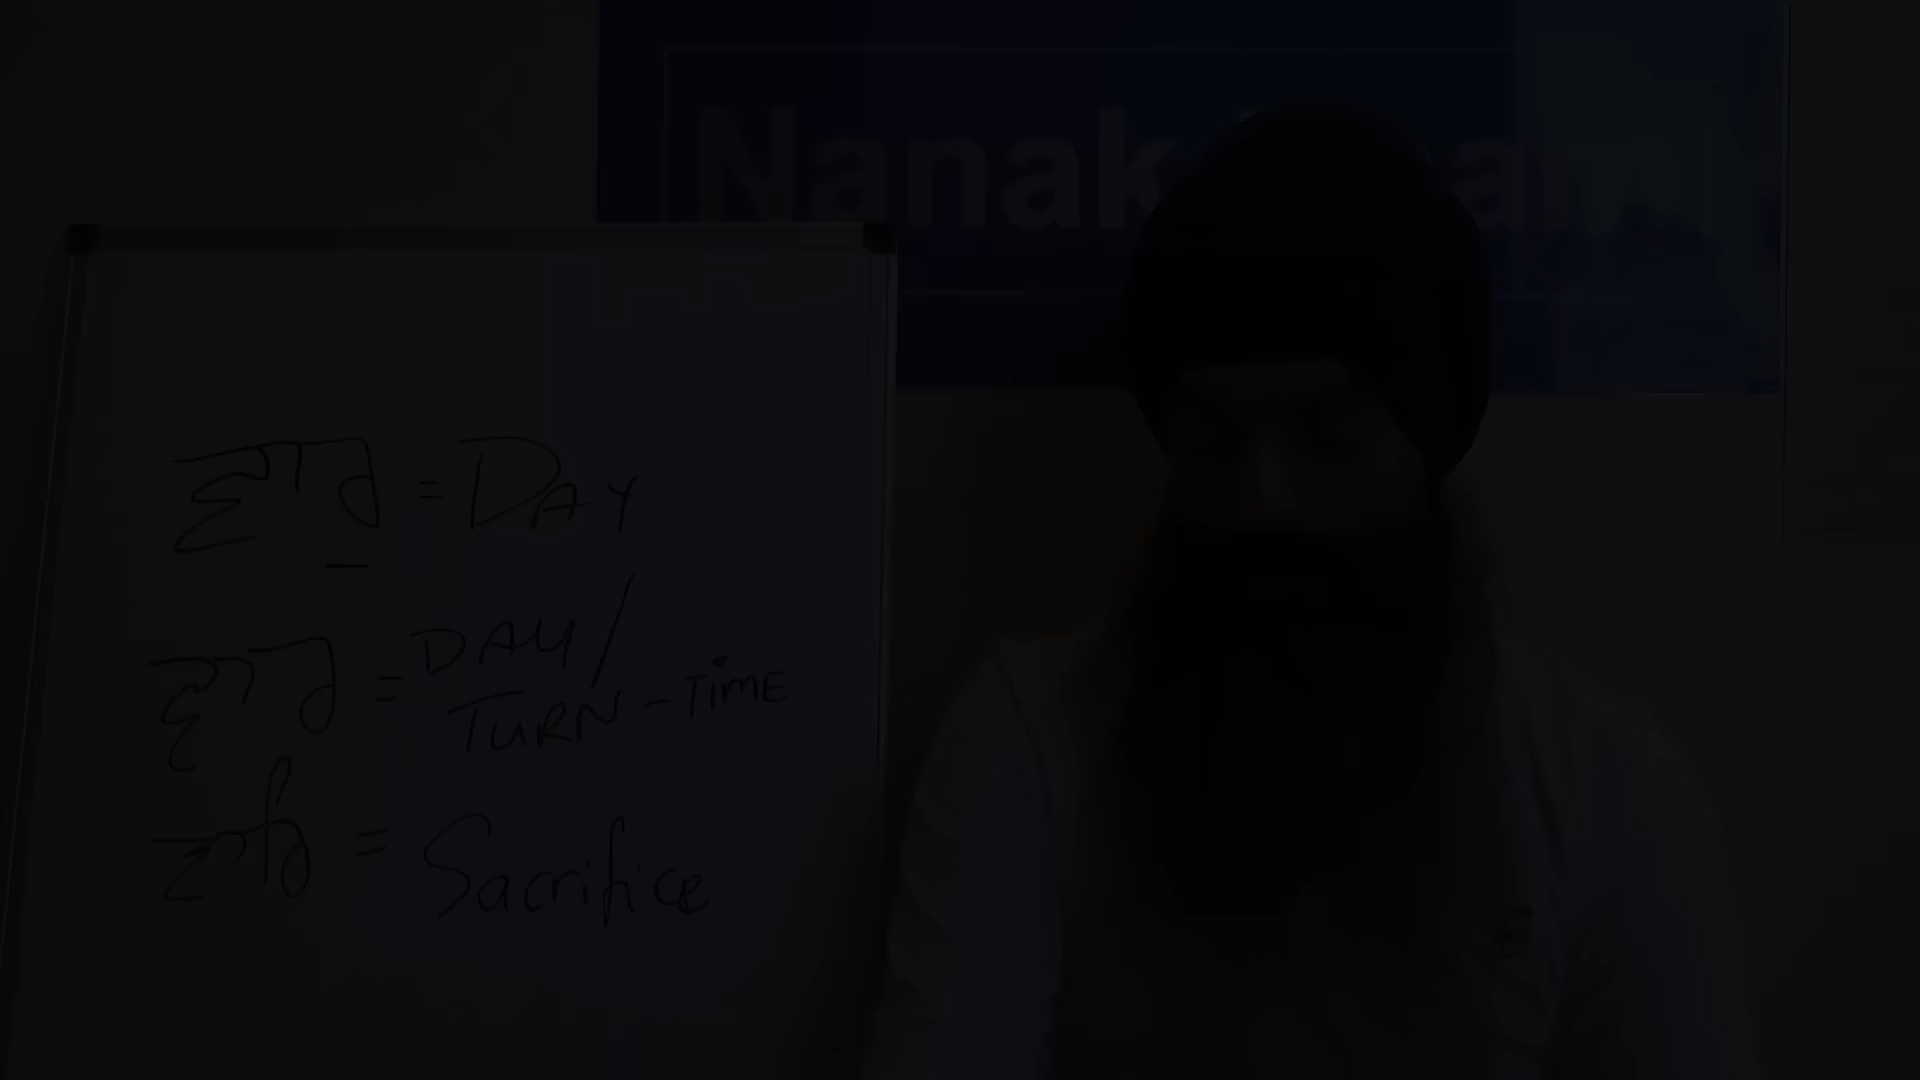 Nanak
ਵਾਰੁ = DAY
ਵਾਰ = DAY/
TURN-TIME
ਵਾਰਿ = Sacrifice